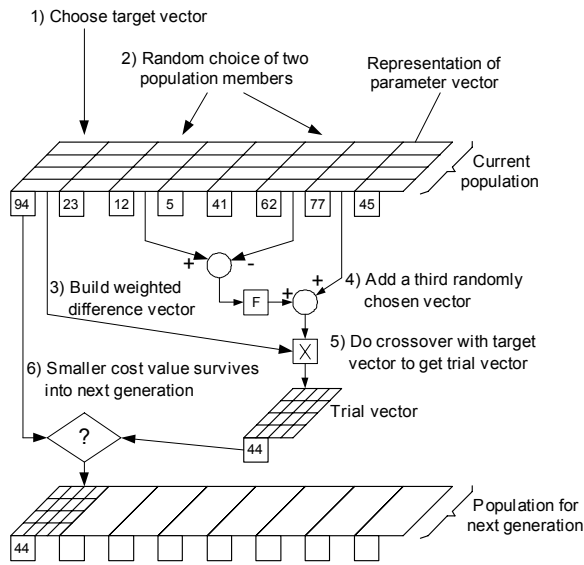 1) Choose target vector
2) Random choice of two
population members
Representation of
parameter vector
Current
population
94 23 12 5 41 62 77 45
+ -
3) Build weighted
difference vector
F
+ +
4) Add a third randomly
chosen vector
X
5) Do crossover with target
vector to get trial vector
6) Smaller cost value survives
into next generation
Trial vector
?
44
Population for
next generation
44